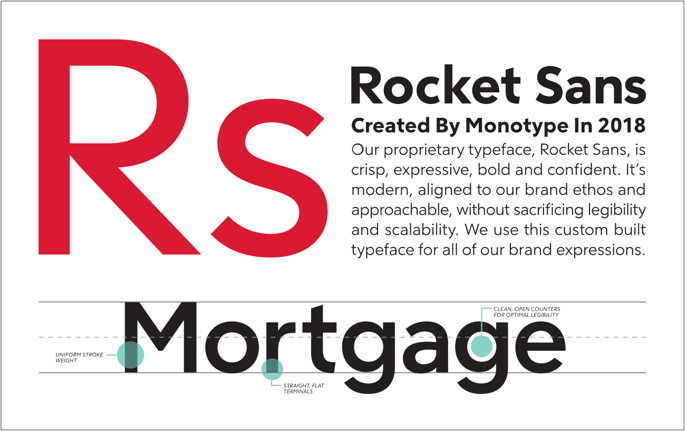 Rs
Rocket Sans
Created By Monotype In 2018
Our proprietary typeface, Rocket Sans, is
crisp, expressive, bold and confident. It’s
modern, aligned to our brand ethos and
approachable, without sacrificing legibility
and scalability. We use this custom built
typeface for all of our brand expressions.
Mortgage
CLEAN, OPEN COUNTERS
FOR OPTIMAL LEGIBILITY
UNIFORM STROKE
WEIGHT
STRAIGHT, FLAT
TERMINALS